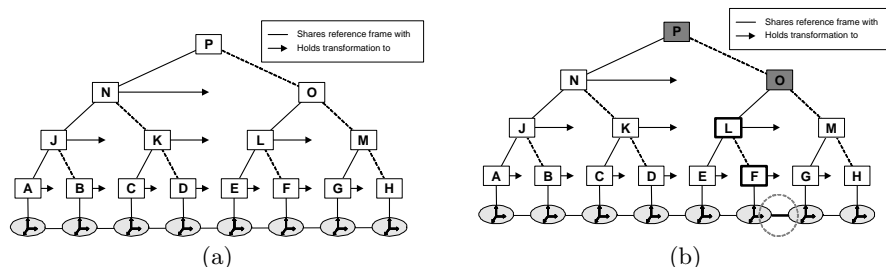 Shares reference frame with
Holds transformation to
P
N
O
J
K
L
M
A
B
C
D
E
F
G
H
(a)
Shares reference frame with
Holds transformation to
P
N
O
J
K
L
M
A
B
C
D
E
F
G
H
(b)